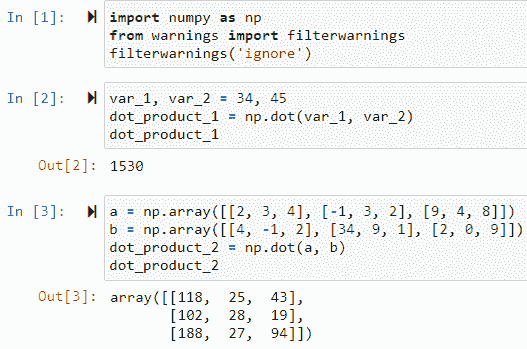 In [1]: import numpy as np
from warnings import filterwarnings
filterwarnings('ignore')
In [2]: var_1, var_2 = 34, 45
dot_product_1 = np.dot(var_1, var_2)
dot_product_1
Out[2]: 1530
In [3]: a = np.array([[2, 3, 4], [-1, 3, 2], [9, 4, 8]])
b = np.array([[4, -1, 2], [34, 9, 1], [2, 0, 9]])
dot_product_2 = np.dot(a, b)
dot_product_2
Out[3]: array([[118,  25,  43],
       [102,  28,  19],
       [188,  27,  94]])